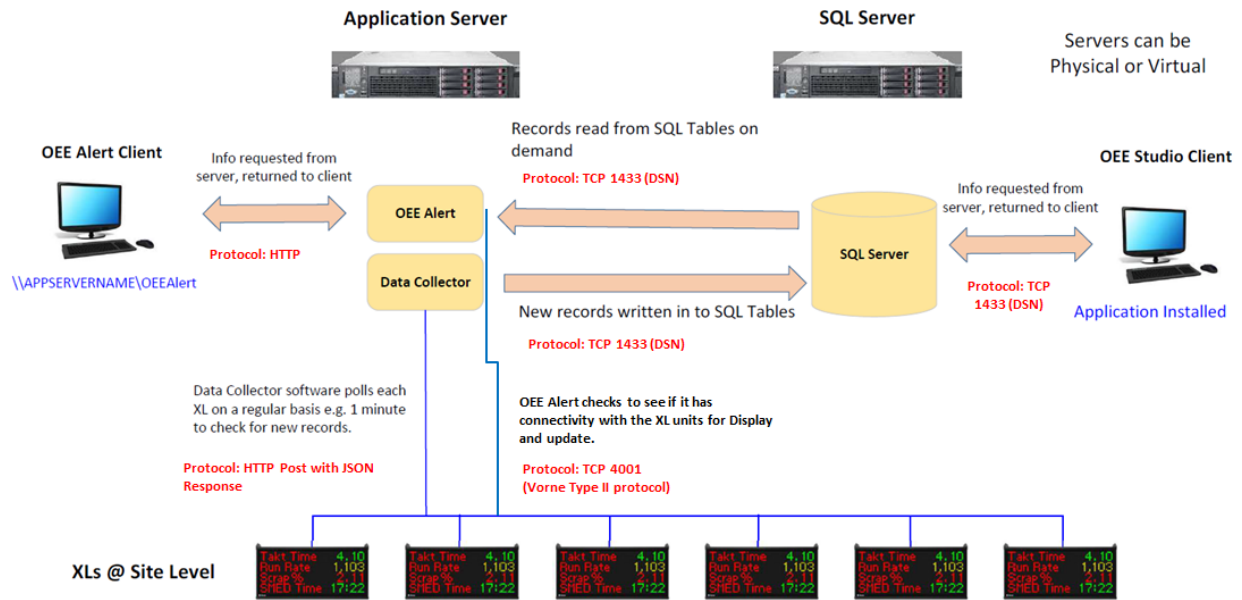 Application Server
SQL Server
Servers can be
Physical or Virtual
OEE Alert Client
Info requested from
server, returned to client
Protocol: HTTP
\\APPSERVERNAME\OEEAlert
OEE Alert
Data Collector
Records read from SQL Tables on
demand
Protocol: TCP 1433 (DSN)
New records written in to SQL Tables
Protocol: TCP 1433 (DSN)
SQL Server
OEE Studio Client
Info requested from
server, returned to client
Protocol: TCP
1433 (DSN)
Application Installed
Data Collector software polls each
XL on a regular basis e.g. 1 minute
to check for new records.
Protocol: HTTP Post with JSON
Response
OEE Alert checks to see if it has
connectivity with the XL units for Display
and update.
Protocol: TCP 4001
(Vorne Type II protocol)
XLs @ Site Level
Takt Time 4.10
Run Rate 1,103
Scrap % 2.11
SMED Time 17:22
Takt Time 4.10
Run Rate 1,103
Scrap % 2.11
SMED Time 17:22
Takt Time 4.10
Run Rate 1,103
Scrap % 2.11
SMED Time 17:22
Takt Time 4.10
Run Rate 1,103
Scrap % 2.11
SMED Time 17:22
Takt Time 4.10
Run Rate 1,103
Scrap % 2.11
SMED Time 17:22
Takt Time 4.10
Run Rate 1,103
Scrap % 2.11
SMED Time 17:22